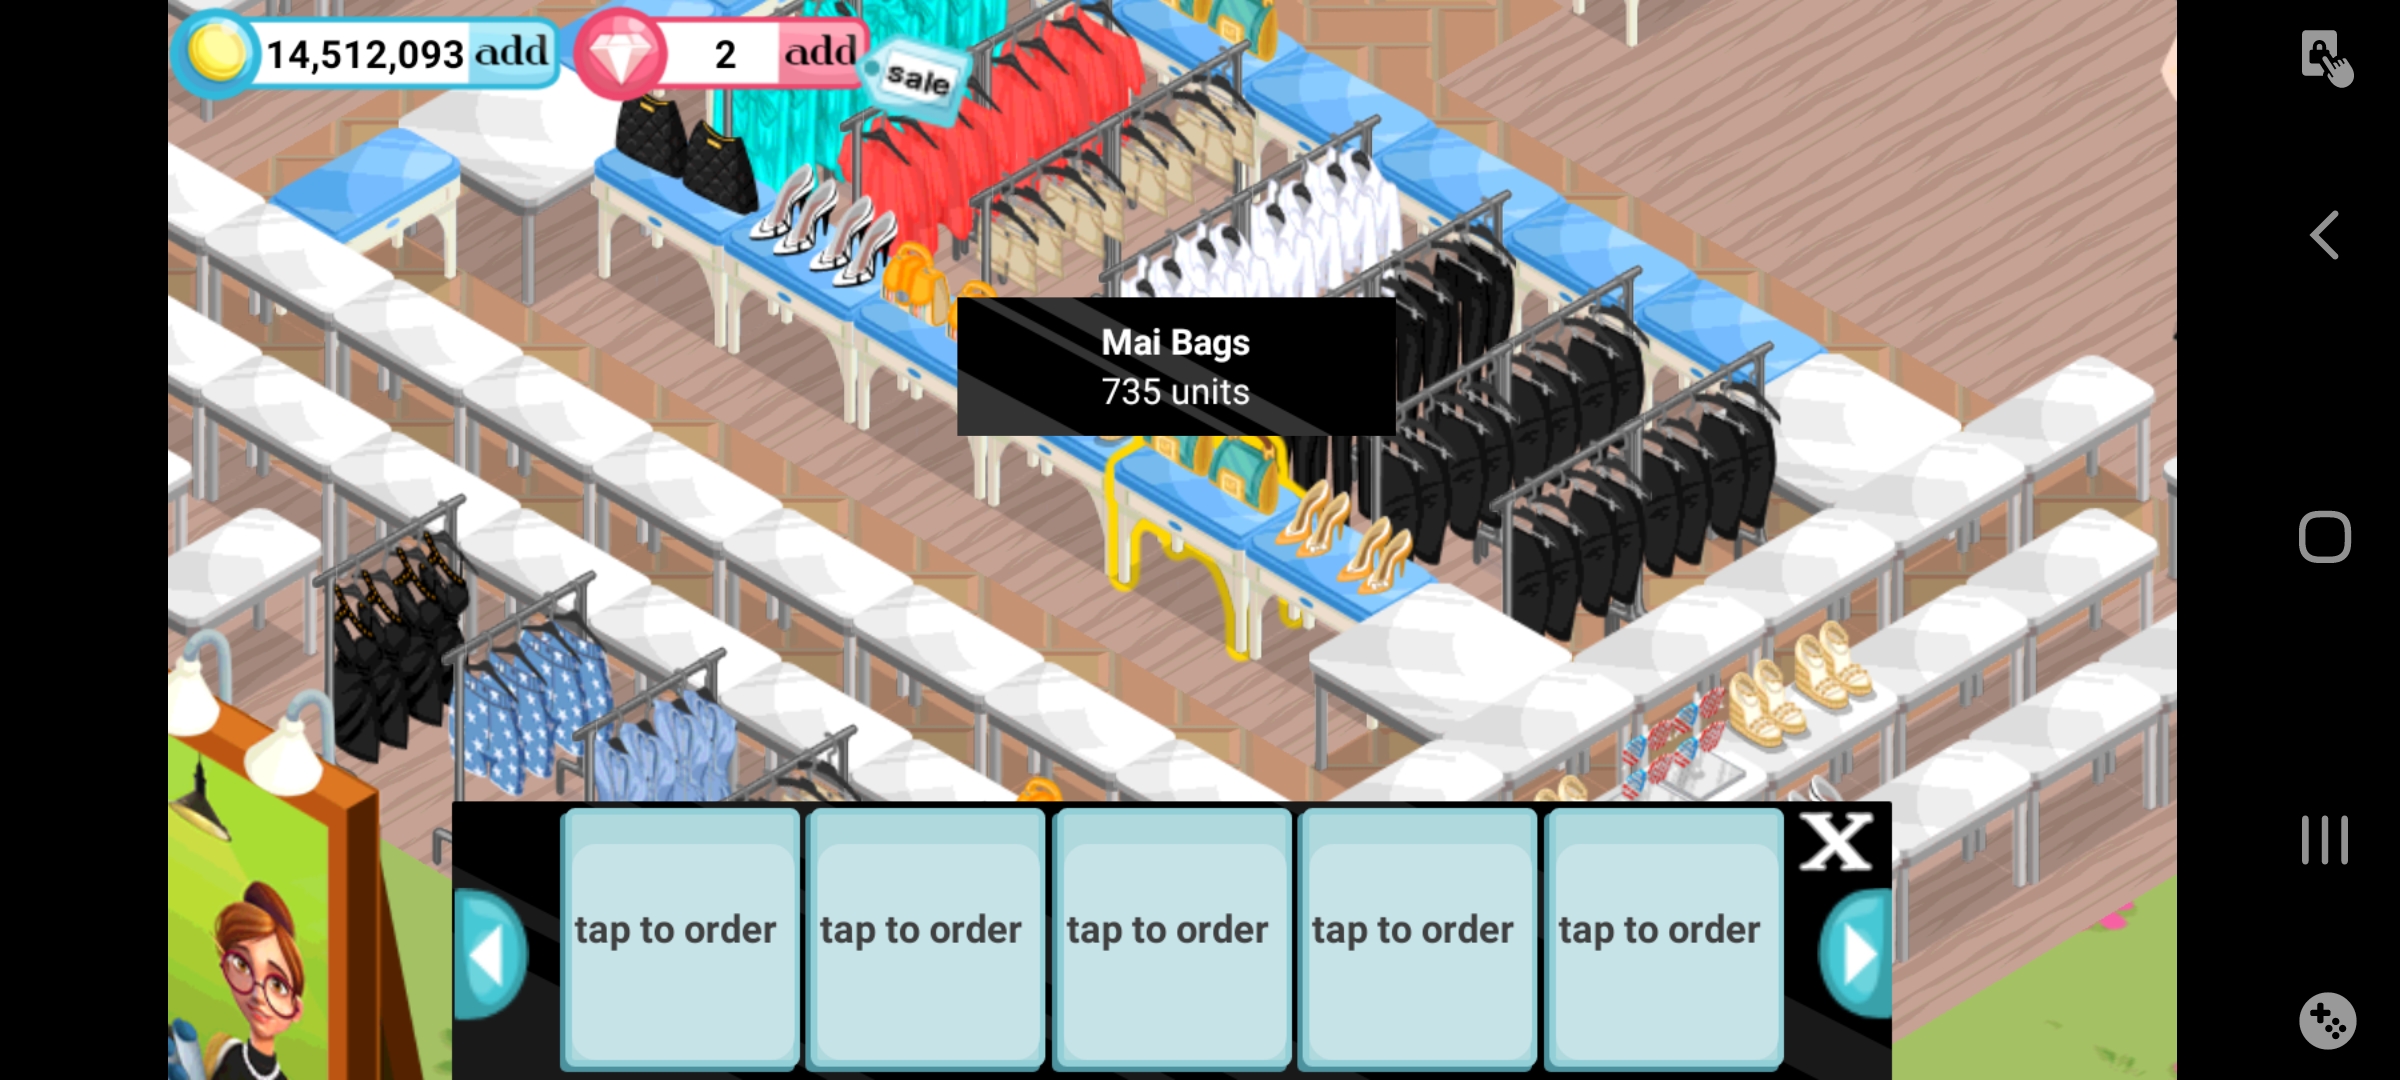 14,512,093 add
2 add
sale
Mai Bags
735 units
tap to order
tap to order
tap to order
tap to order
tap to order
X